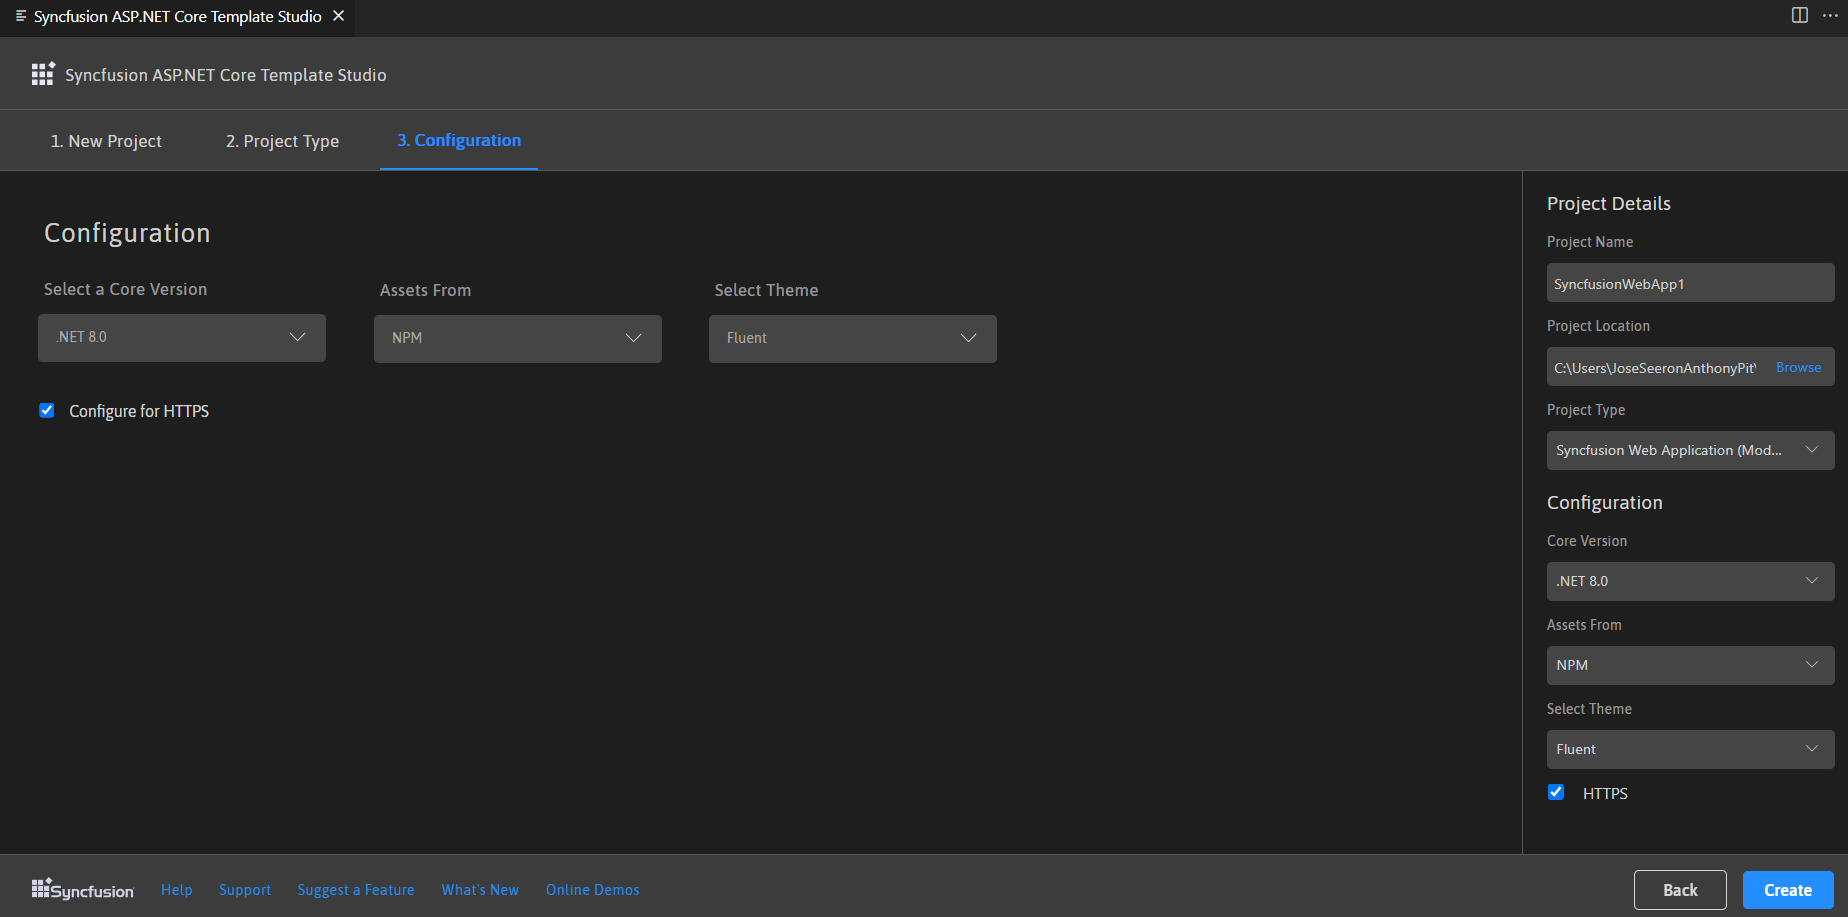 Syncfusion ASP.NET Core Template Studio
Syncfusion ASP.NET Core Template Studio
1. New Project
2. Project Type
3. Configuration
Configuration
Select a Core Version
Assets From
Select Theme
.NET 8.0
NPM
Fluent
Configure for HTTPS
Project Details
Project Name
SyncfusionWebApp1
Project Location
C:\Users\JoseSeeronAnthonyPit\
Browse
Project Type
Syncfusion Web Application (Mod...
Configuration
Core Version
.NET 8.0
Assets From
NPM
Select Theme
Fluent
HTTPS
Syncfusion
Help
Support
Suggest a Feature
What's New
Online Demos
Back
Create